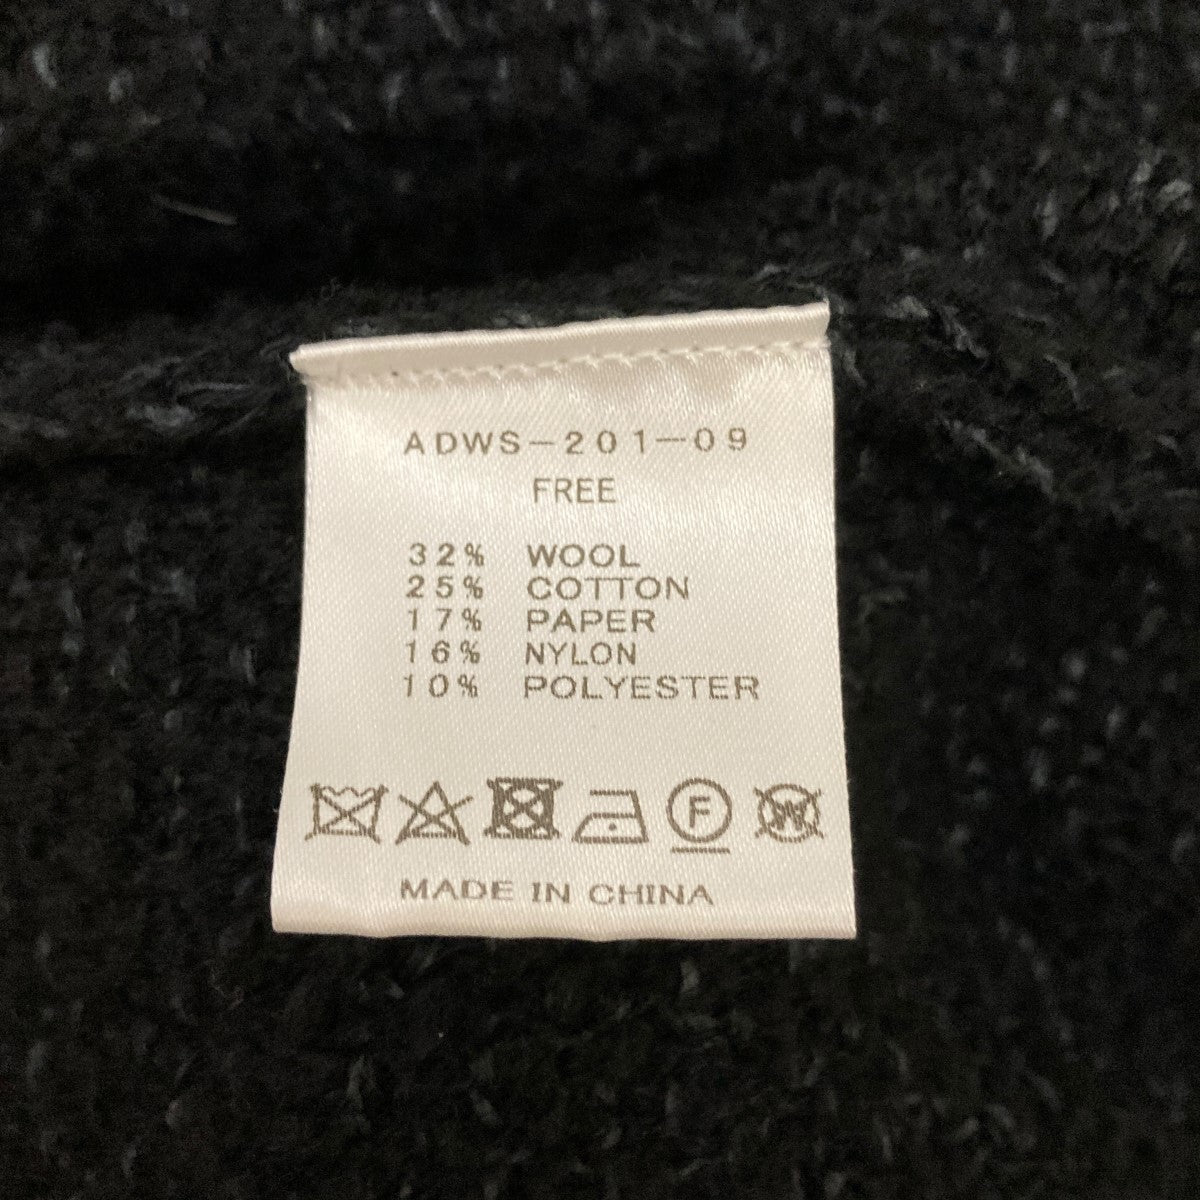 ADWS-201-09
FREE
32% WOOL
25% COTTON
17% PAPER
16% NYLON
10% POLYESTER
F W
MADE IN CHINA